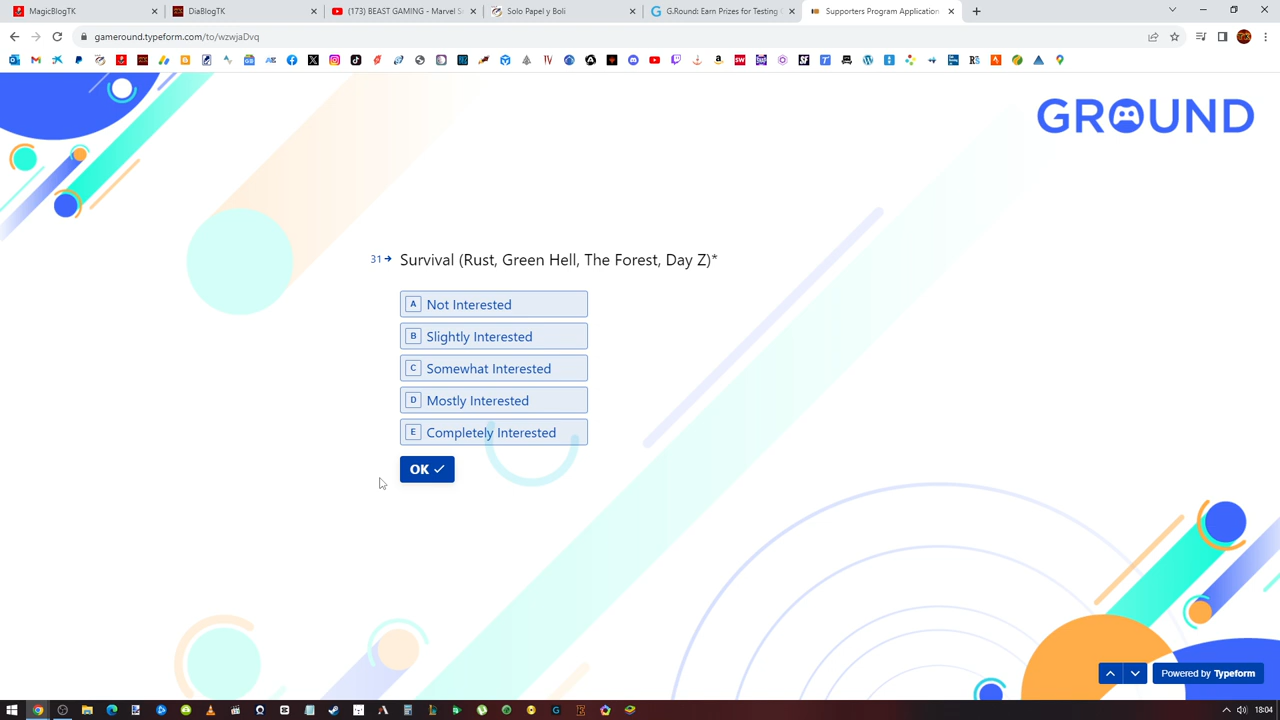 MagicBlogTK
DiaBlogTK
(173) BEAST GAMING - Marvel S
Solo Papel y Boli
G.Round: Earn Prizes for Testing G
Supporters Program Application
gameround.typeform.com/to/wzwjaDvq
GROUND
31 Survival (Rust, Green Hell, The Forest, Day Z)*
A Not Interested
B Slightly Interested
C Somewhat Interested
D Mostly Interested
E Completely Interested
OK
Powered by Typeform
18:04